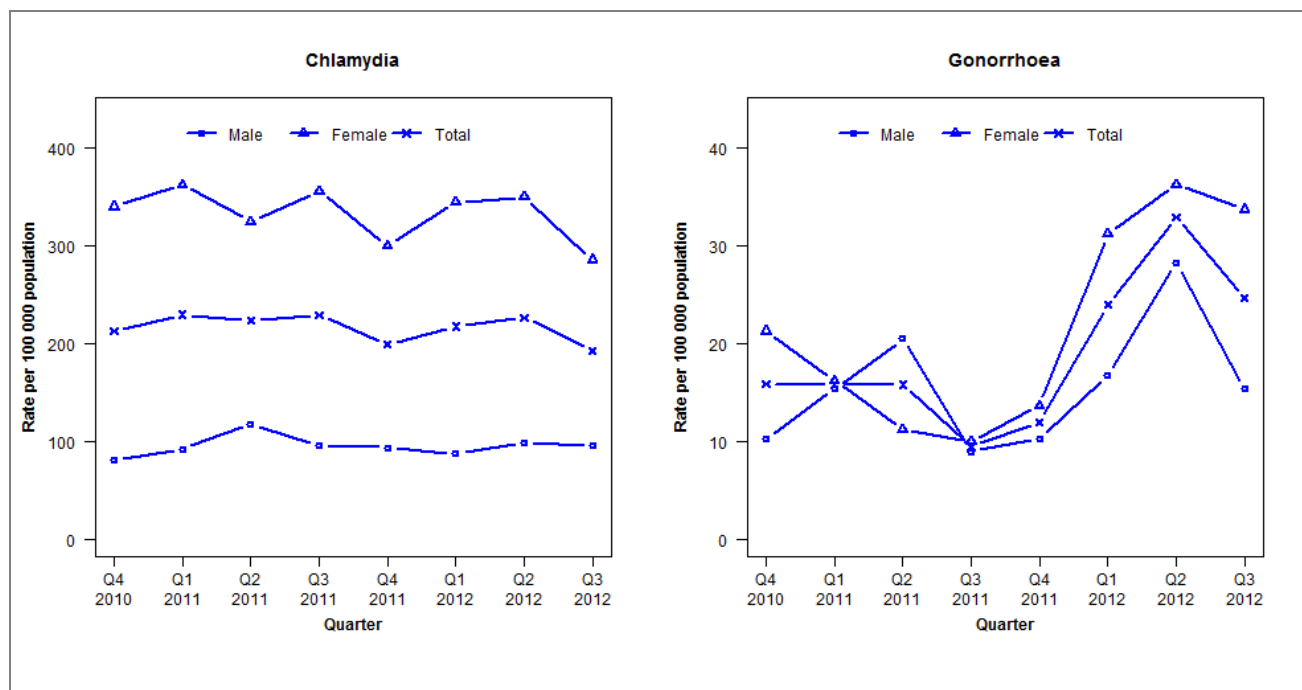 Chlamydia
Male Female Total
400
300
200
100
0
Rate per 100 000 population
Q4 Q1 Q2 Q3 Q4 Q1 Q2 Q3
2010 2011 2011 2011 2011 2012 2012 2012
Quarter
Gonorrhoea
Male Female Total
40
30
20
10
0
Rate per 100 000 population
Q4 Q1 Q2 Q3 Q4 Q1 Q2 Q3
2010 2011 2011 2011 2011 2012 2012 2012
Quarter